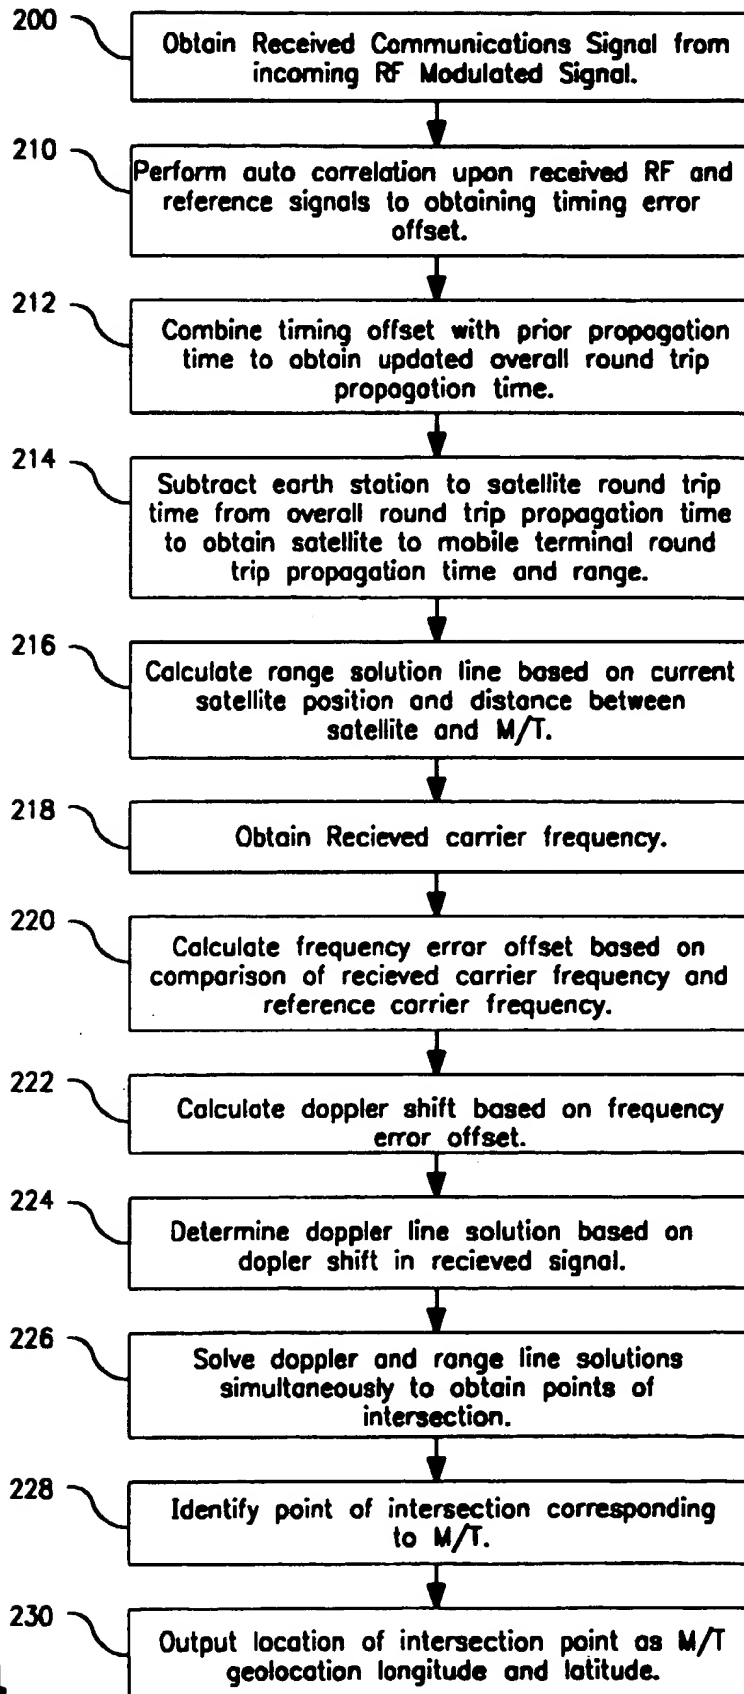 200
Obtain Received Communications Signal from
incoming RF Modulated Signal.
210
Perform auto correlation upon received RF and
reference signals to obtaining timing error
offset.
212
Combine timing offset with prior propagation
time to obtain updated overall round trip
propagation time.
214
Subtract earth station to satellite round trip
time from overall round trip propagation time
to obtain satellite to mobile terminal round
trip propagation time and range.
216
Calculate range solution line based on current
satellite position and distance between
satellite and M/T.
218
Obtain Recieved carrier frequency.
220
Calculate frequency error offset based on
comparison of recieved carrier frequency and
reference carrier frequency.
222
Calculate doppler shift based on frequency
error offset.
224
Determine doppler line solution based on
dopler shift in recieved signal.
226
Solve doppler and range line solutions
simultaneously to obtain points of
intersection.
228
Identify point of intersection corresponding
to M/T.
230
Output location of intersection point as M/T
geolocation longitude and latitude.